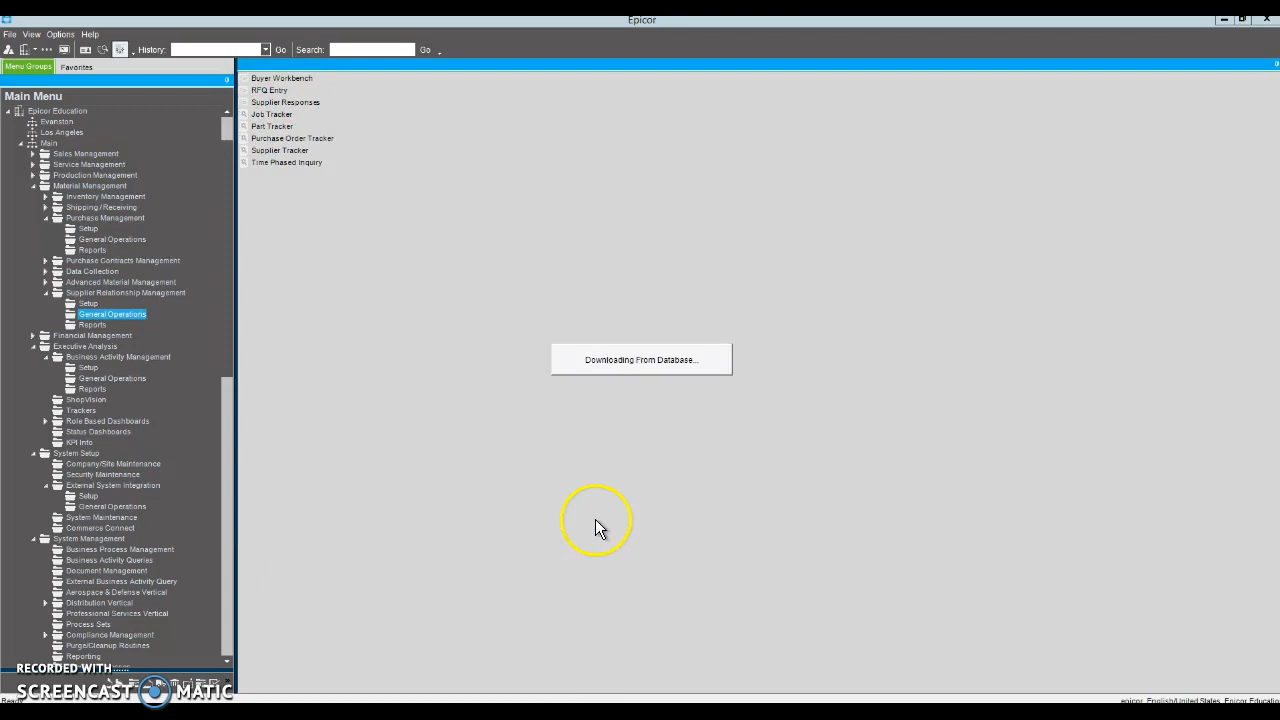 Epicor
File View Options Help
History: Go Search: Go
Menu Groups Favorites
Main Menu
Epicor Education
Evanston
Los Angeles
Main
Sales Management
Service Management
Production Management
Material Management
Inventory Management
Shipping / Receiving
Purchase Management
Setup
General Operations
Reports
Purchase Contracts Management
Data Collection
Advanced Material Management
Supplier Relationship Management
Setup
General Operations
Reports
Financial Management
Executive Analysis
Business Activity Management
Setup
General Operations
Reports
ShopVision
Trackers
Role Based Dashboards
Status Dashboards
KPI Info
System Setup
Company/Site Maintenance
Security Maintenance
External System Integration
Setup
General Operations
System Maintenance
Commerce Connect
System Management
Business Process Management
Business Activity Queries
Document Management
External Business Activity Query
Aerospace & Defense Vertical
Distribution Vertical
Professional Services Vertical
Process Sets
Compliance Management
Purge/Cleanup Routines
Reporting
Buyer Workbench
RFQ Entry
Supplier Responses
Job Tracker
Part Tracker
Purchase Order Tracker
Supplier Tracker
Time Phased Inquiry
Downloading From Database...
RECORDED WITH
SCREENCAST MATIC
Ready
epicor English/United States Epicor Educatio